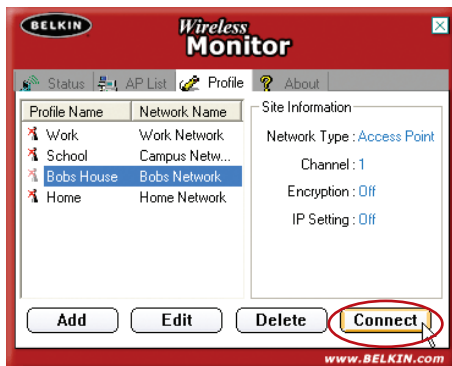 BELKIN
Wireless
Monitor
Status AP List Profile About
Profile Name Network Name
Work Work Network
School Campus Netw...
Bobs House Bobs Network
Home Home Network
Site Information
Network Type : Access Point
Channel : 1
Encryption : Off
IP Setting : Off
Add Edit Delete Connect
www.BELKIN.com